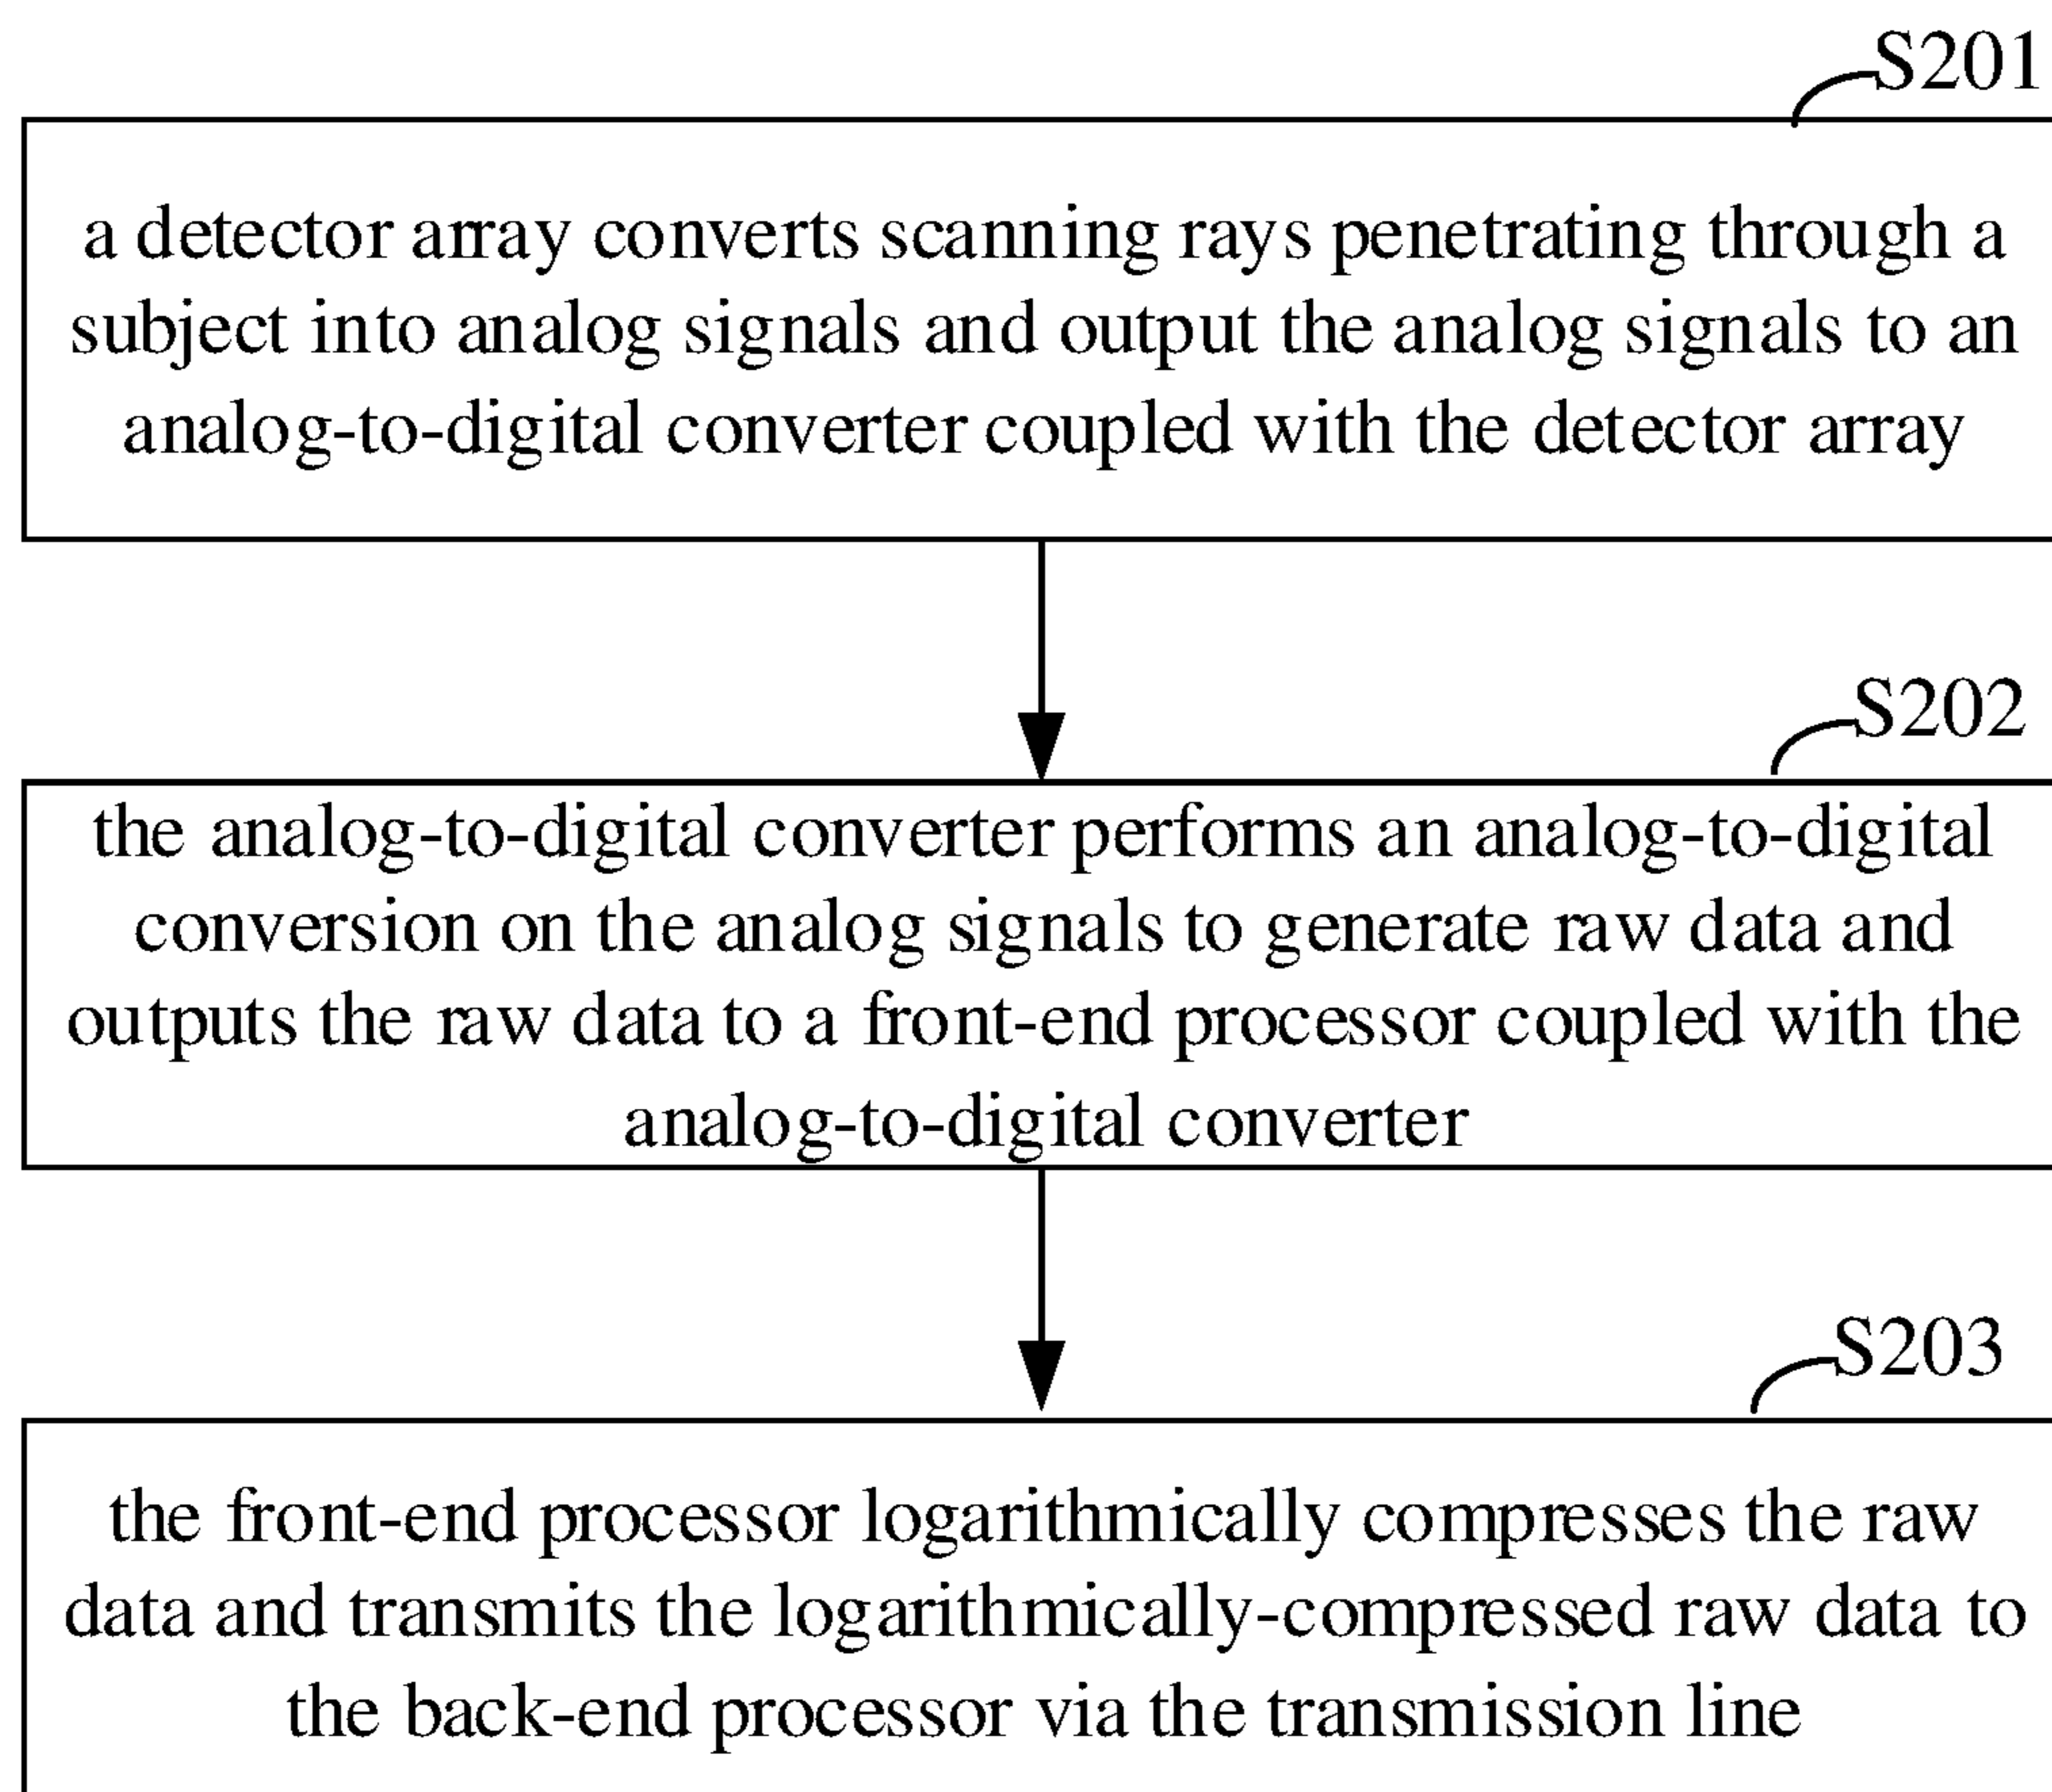 S201
a detector array converts scanning rays penetrating through a
subject into analog signals and output the analog signals to an
analog-to-digital converter coupled with the detector array
S202
the analog-to-digital converter performs an analog-to-digital
conversion on the analog signals to generate raw data and
outputs the raw data to a front-end processor coupled with the
analog-to-digital converter
S203
the front-end processor logarithmically compresses the raw
data and transmits the logarithmically-compressed raw data to
the back-end processor via the transmission line